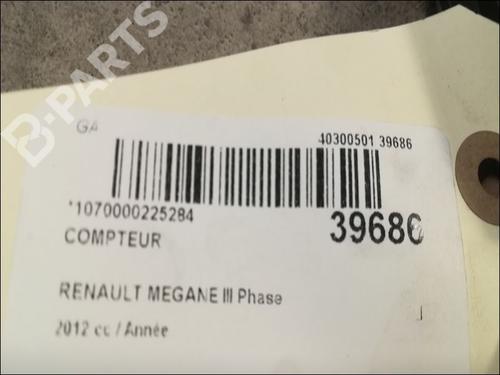 B-PARTS
GA
40300501 39686
*1070000225284
39686
COMPTEUR
RENAULT MEGANE III Phase
2012 cc / Année